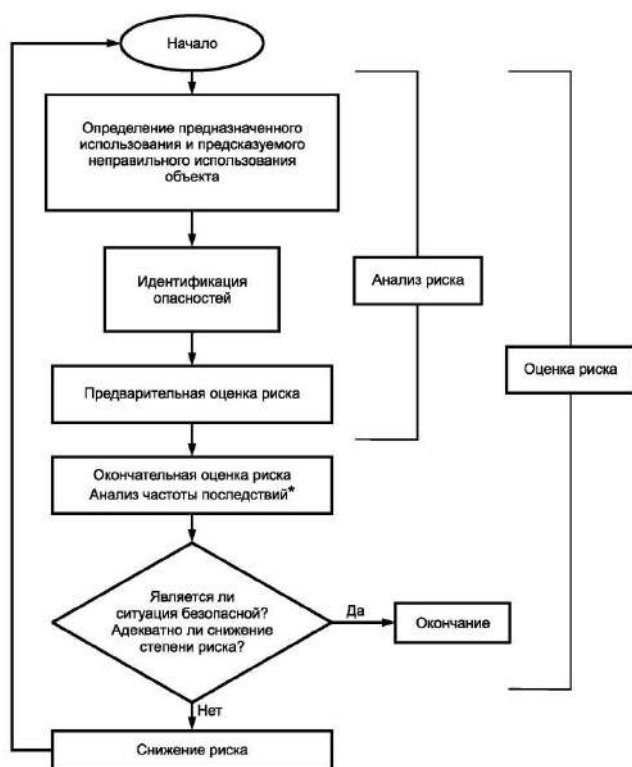 Начало
Определение предназначенного
использования и предсказуемого
неправильного использования
объекта
Идентификация
опасностей
Анализ риска
Предварительная оценка риска
Оценка риска
Окончательная оценка риска
Анализ частоты последствий*
Является ли
ситуация безопасной?
Адекватно ли снижение
степени риска?
Да
Окончание
Нет
Снижение риска